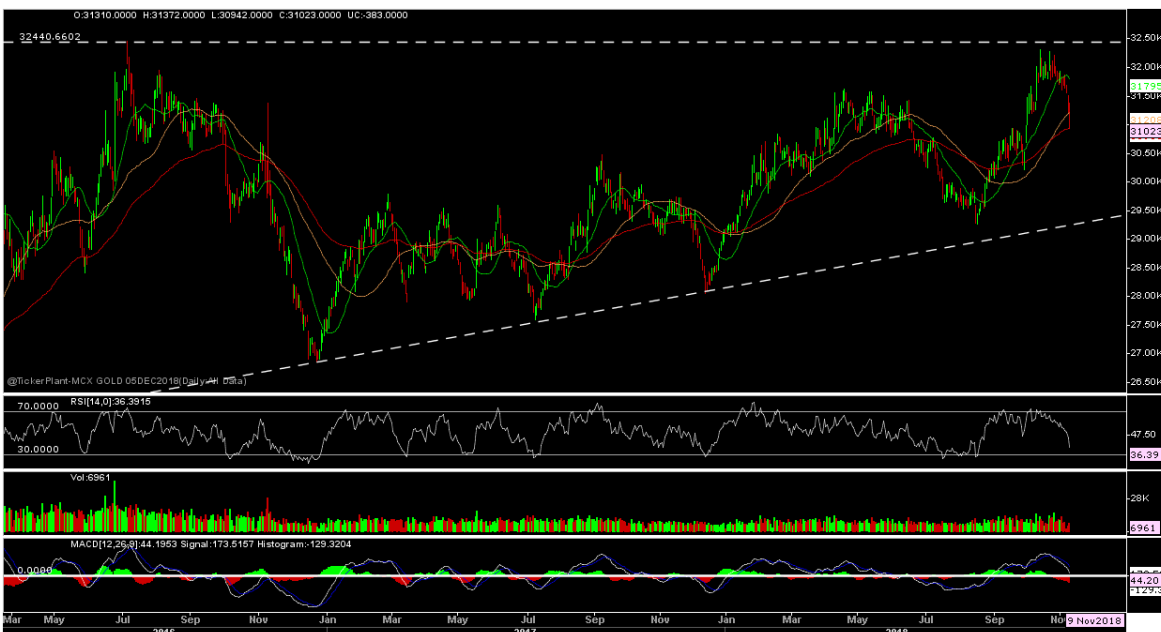 O:31310.0000 H:31372.0000 L:30942.0000 C:31023.0000 UC:-383.0000
32440.6602
32.50K
32.00K
31795
31.50K
31023
30.50K
30.00K
29.50K
29.00K
28.50K
28.00K
27.50K
27.00K
26.50K
@TickerPlant-MCX GOLD 05DEC2018(Daily All Data)
RSI[14,0]:36.3915
70.0000
47.50
30.0000
36.39
Vol:6961
28K
6961
MACD[12,26,9]:44.1953 Signal:173.5157 Histogram:-129.3204
0.0000
44.20
-129.3
Mar May Jul Sep Nov Jan Mar May Jul Sep Nov Jan Mar May Jul Sep 9 Nov2018
2016 2017 2018